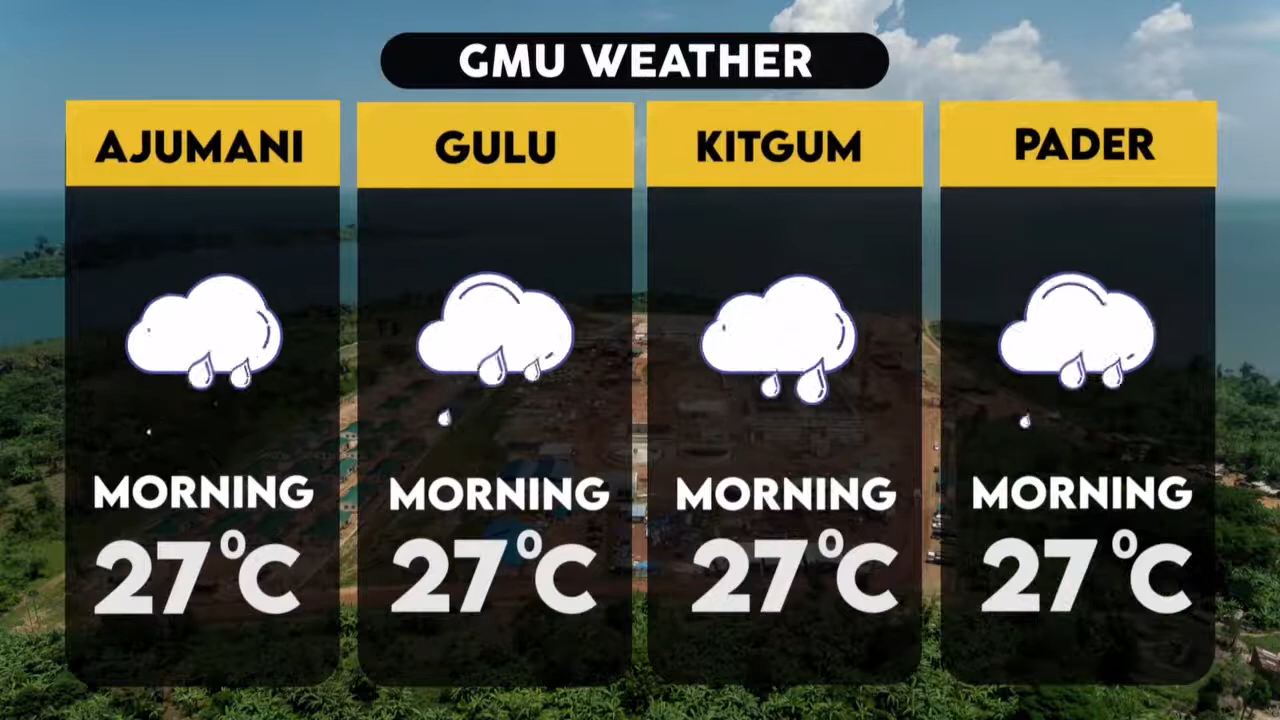 GMU WEATHER
AJUMANI
GULU
KITGUM
PADER
MORNING
27°C
MORNING
27°C
MORNING
27°C
MORNING
27°C